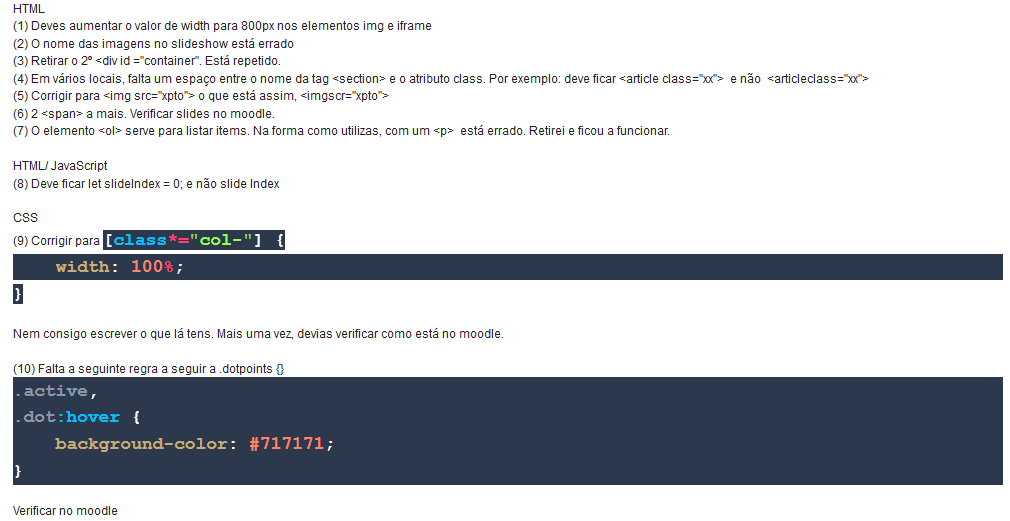 HTML
(1) Deves aumentar o valor de width para 800px nos elementos img e iframe
(2) O nome das imagens no slideshow está errado
(3) Retirar o 2º <div id ="container". Está repetido.
(4) Em vários locais, falta um espaço entre o nome da tag <section> e o atributo class. Por exemplo: deve ficar <article class="xx"> e não <articleclass="xx">
(5) Corrigir para <img src="xpto"> o que está assim, <imgscr="xpto">
(6) 2 <span> a mais. Verificar slides no moodle.
(7) O elemento <ol> serve para listar items. Na forma como utilizas, com um <p> está errado. Retirei e ficou a funcionar.
HTML/ JavaScript
(8) Deve ficar let slideIndex = 0; e não slide Index
CSS
(9) Corrigir para [class*="col-"] {
width: 100%;
}
Nem consigo escrever o que lá tens. Mais uma vez, devias verificar como está no moodle.
(10) Falta a seguinte regra a seguir a .dotpoints {}
.active,
.dot:hover {
background-color: #717171;
}
Verificar no moodle